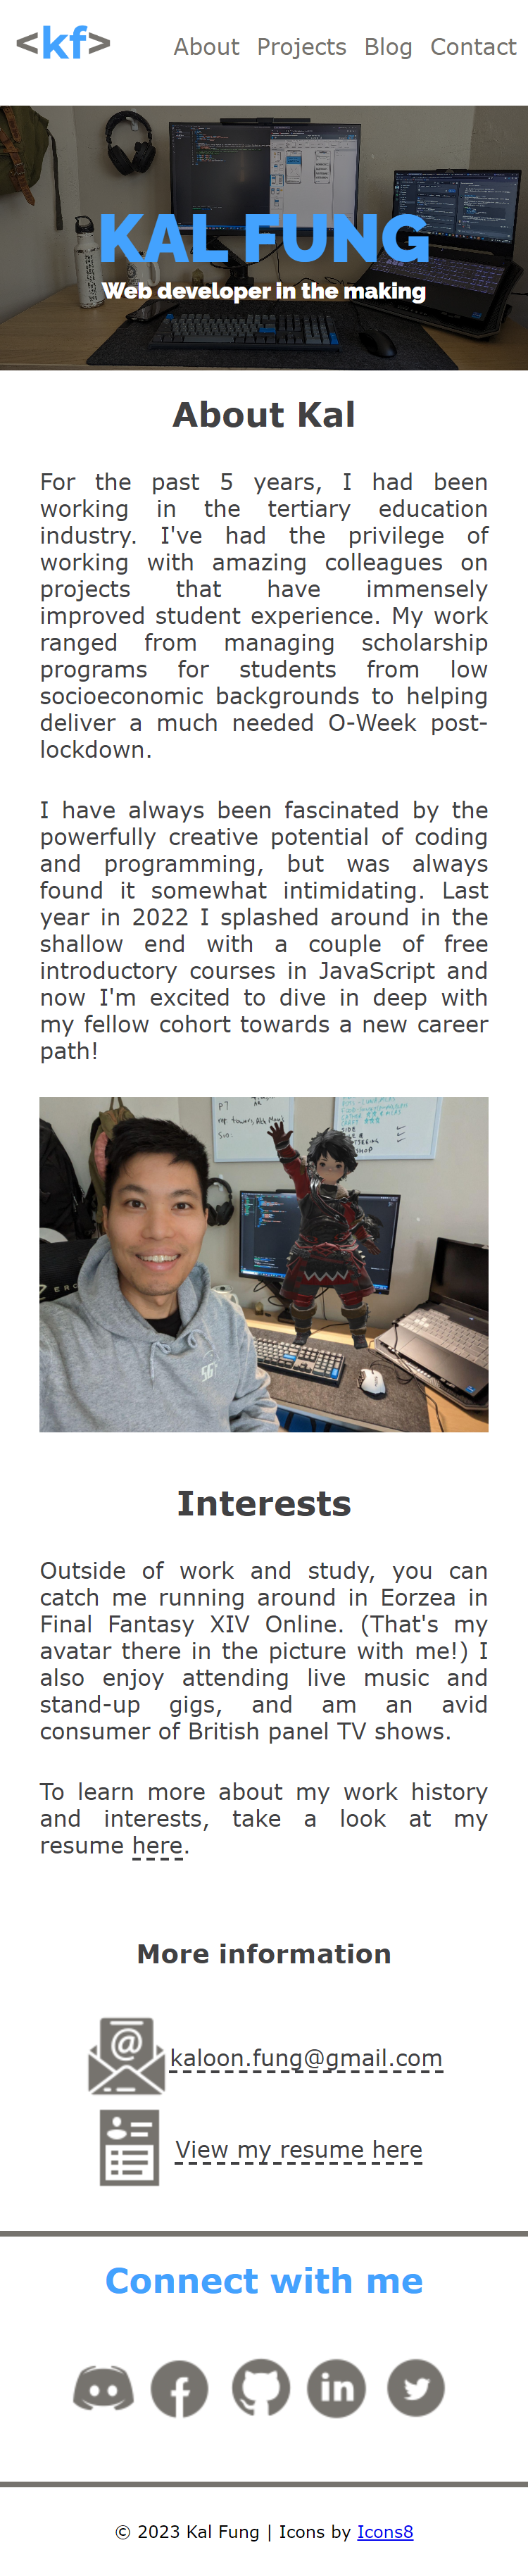 <kf>
About Projects Blog Contact
KAL FUNG
Web developer in the making
About Kal
For the past 5 years, I had been
working in the tertiary education
industry. I've had the privilege of
working with amazing colleagues on
projects that have immensely
improved student experience. My work
ranged from managing scholarship
programs for students from low
socioeconomic backgrounds to helping
deliver a much needed O-Week post-
lockdown.
I have always been fascinated by the
powerfully creative potential of coding
and programming, but was always
found it somewhat intimidating. Last
year in 2022 I splashed around in the
shallow end with a couple of free
introductory courses in JavaScript and
now I'm excited to dive in deep with
my fellow cohort towards a new career
path!
Interests
Outside of work and study, you can
catch me running around in Eorzea in
Final Fantasy XIV Online. (That's my
avatar there in the picture with me!) I
also enjoy attending live music and
stand-up gigs, and am an avid
consumer of British panel TV shows.
To learn more about my work history
and interests, take a look at my
resume here.
More information
kaloon.fung@gmail.com
View my resume here
Connect with me
© 2023 Kal Fung | Icons by Icons8